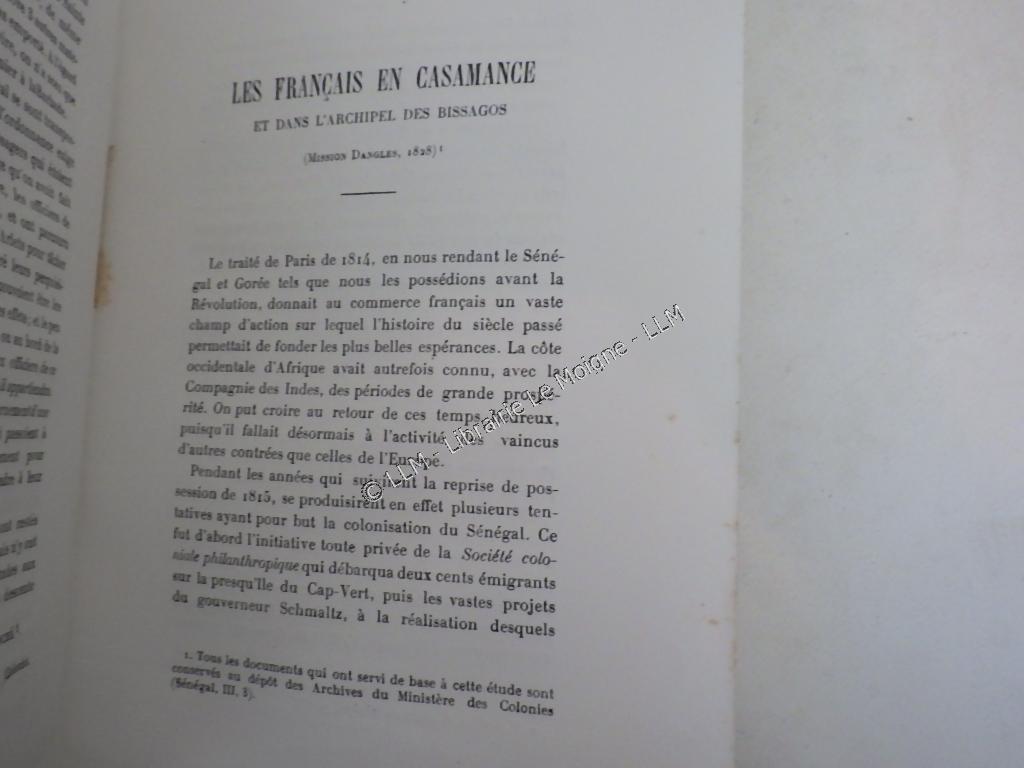 LES FRANÇAIS EN CASAMANCE
ET DANS L'ARCHIPEL DES BISSAGOS
(MISSION DANGLES, 1828)¹
Le traité de Paris de 1814, en nous rendant le Séné-
gal et Gorée tels que nous les possédions avant la
Révolution, donnait au commerce français un vaste
champ d'action sur lequel l'histoire du siècle passé
permettait de fonder les plus belles espérances. La côte
occidentale d'Afrique avait autrefois connu, avec la
Compagnie des Indes, des périodes de grande prospé-
rité. On put croire au retour de ces temps heureux,
puisqu'il fallait désormais à l'activité des vaincus
d'autres contrées que celles de l'Europe.
Pendant les années qui suivirent la reprise de pos-
session de 1815, se produisirent en effet plusieurs ten-
tatives ayant pour but la colonisation du Sénégal. Ce
fut d'abord l'initiative toute privée de la Société colo-
niale philanthropique qui débarqua deux cents émigrants
sur la presqu'île du Cap-Vert, puis les vastes projets
du gouverneur Schmaltz, à la réalisation desquels
1. Tous les documents qui ont servi de base à cette étude sont
conservés au dépôt des Archives du Ministère des Colonies
(Sénégal, III, 3).
© LLM - Librairie Le Moigne - LLM